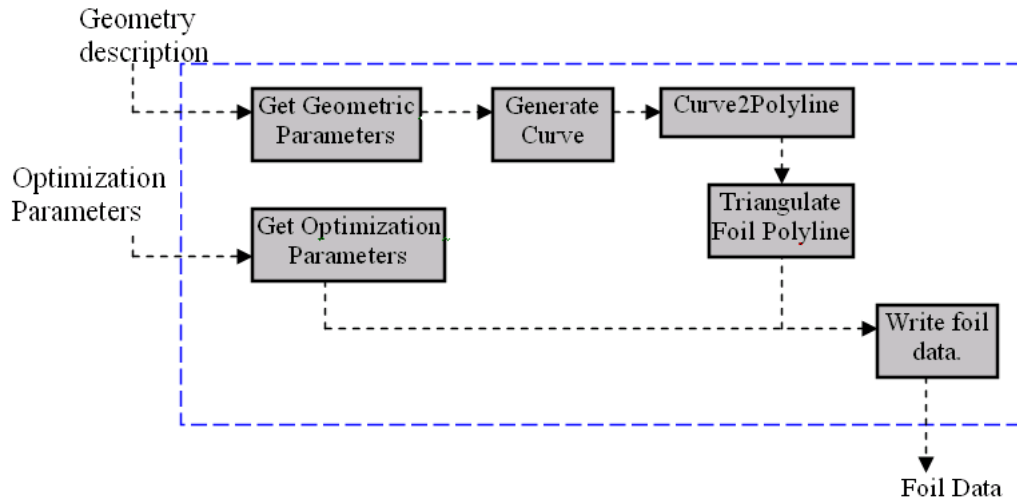 Geometry
description
Get Geometric
Parameters
Generate
Curve
Curve2Polyline
Optimization
Parameters
Get Optimization
Parameters
Triangulate
Foil Polyline
Write foil
data.
Foil Data